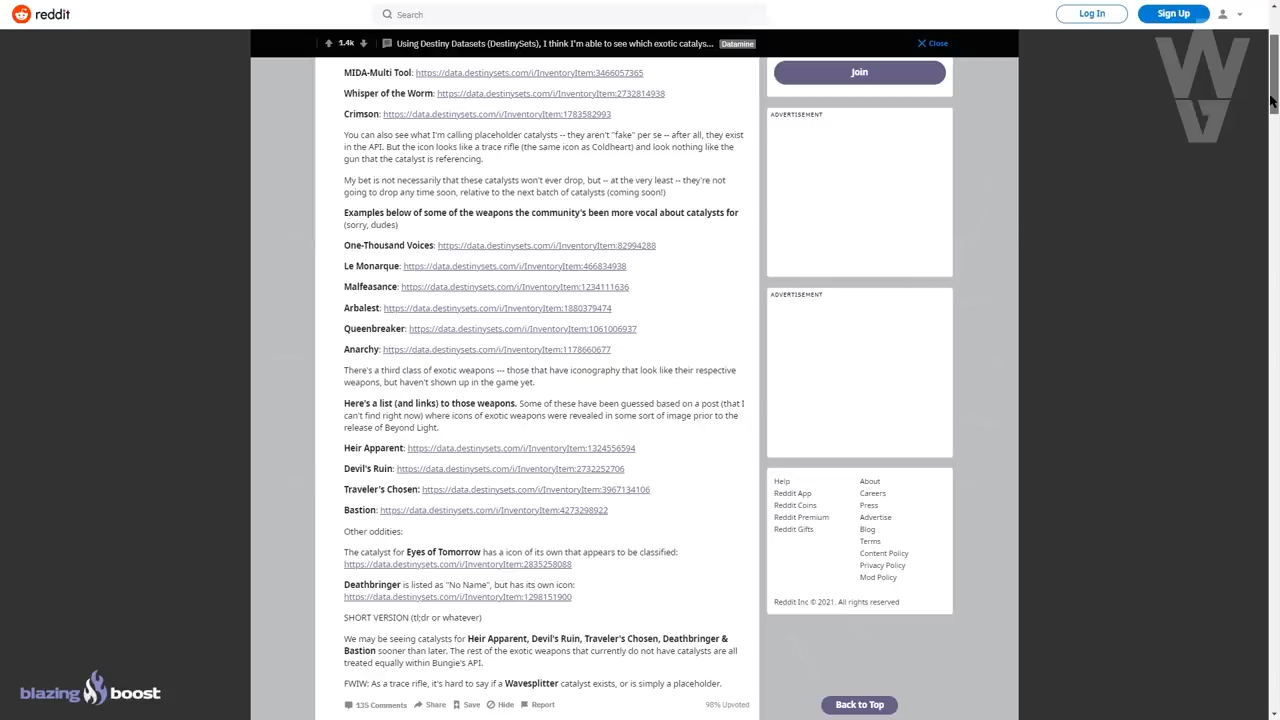 reddit
Search
Log In
Sign Up
1.4k
Using Destiny Datasets (DestinySets), I think I'm able to see which exotic catalys...
Datamine
Close
MIDA-Multi Tool: https://data.destinysets.com/i/InventoryItem:3466057365
Whisper of the Worm: https://data.destinysets.com/i/InventoryItem:2732814938
Crimson: https://data.destinysets.com/i/InventoryItem:1783582993
You can also see what I'm calling placeholder catalysts -- they aren't "fake" per se -- after all, they exist
in the API. But the icon looks like a trace rifle (the same icon as Coldheart) and look nothing like the
gun that the catalyst is referencing.
My bet is not necessarily that these catalysts won't ever drop, but -- at the very least -- they're not
going to drop any time soon, relative to the next batch of catalysts (coming soon!)
Examples below of some of the weapons the community's been more vocal about catalysts for
(sorry, dudes)
One-Thousand Voices: https://data.destinysets.com/i/InventoryItem:82994288
Le Monarque: https://data.destinysets.com/i/InventoryItem:466834938
Malfeasance: https://data.destinysets.com/i/InventoryItem:1234111636
Arbalest: https://data.destinysets.com/i/InventoryItem:1880379474
Queenbreaker: https://data.destinysets.com/i/InventoryItem:1061006937
Anarchy: https://data.destinysets.com/i/InventoryItem:1178660677
There's a third class of exotic weapons --- those that have iconography that look like their respective
weapons, but haven't shown up in the game yet.
Here's a list (and links) to those weapons. Some of these have been guessed based on a post (that I
can't find right now) where icons of exotic weapons were revealed in some sort of image prior to the
release of Beyond Light.
Heir Apparent: https://data.destinysets.com/i/InventoryItem:1324556594
Devil's Ruin: https://data.destinysets.com/i/InventoryItem:2732252706
Traveler's Chosen: https://data.destinysets.com/i/InventoryItem:3967134106
Bastion: https://data.destinysets.com/i/InventoryItem:4273298922
Other oddities:
The catalyst for Eyes of Tomorrow has a icon of its own that appears to be classified:
https://data.destinysets.com/i/InventoryItem:2835258088
Deathbringer is listed as "No Name", but has its own icon:
https://data.destinysets.com/i/InventoryItem:1298151900
SHORT VERSION (tl;dr or whatever)
We may be seeing catalysts for Heir Apparent, Devil's Ruin, Traveler's Chosen, Deathbringer &
Bastion sooner than later. The rest of the exotic weapons that currently do not have catalysts are all
treated equally within Bungie's API.
FWIW: As a trace rifle, it's hard to say if a Wavesplitter catalyst exists, or is simply a placeholder.
135 Comments
Share
Save
Hide
Report
98% Upvoted
Join
ADVERTISEMENT
ADVERTISEMENT
Help
About
Reddit App
Careers
Reddit Coins
Press
Reddit Premium
Advertise
Reddit Gifts
Blog
Terms
Content Policy
Privacy Policy
Mod Policy
Reddit Inc © 2021. All rights reserved
Back to Top
WG
blazing boost